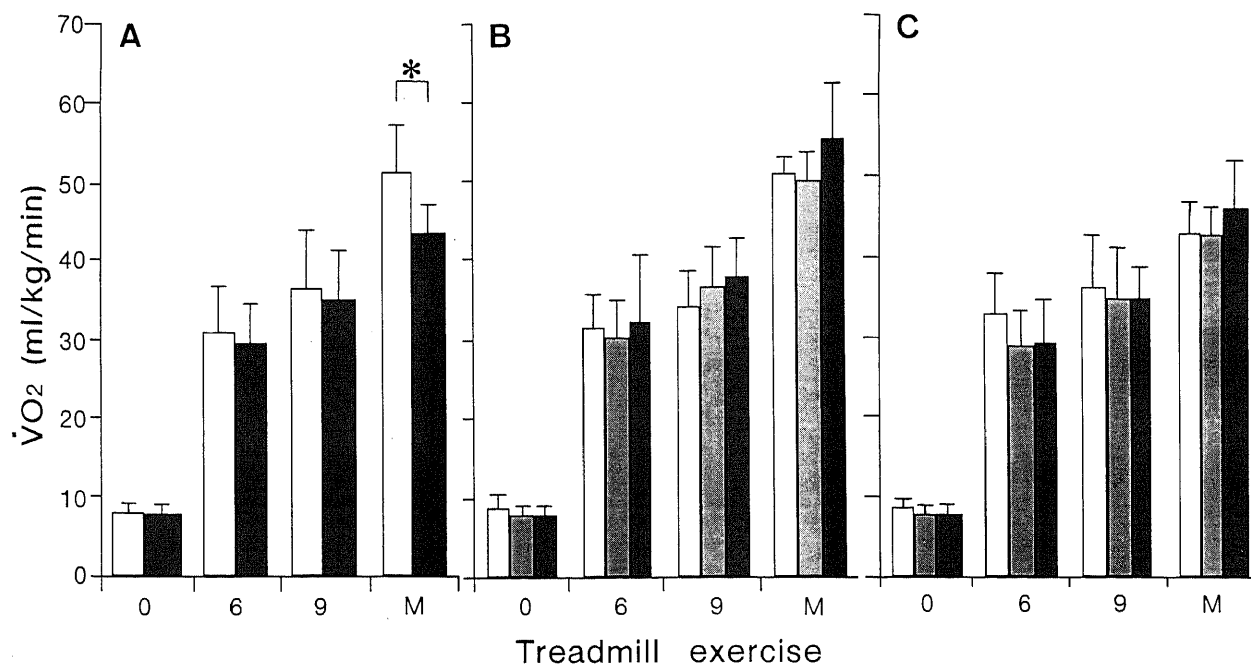 A
B
C
*
70
60
50
40
30
20
10
0
V̇O2 (ml/kg/min)
0 6 9 M
0 6 9 M
0 6 9 M
Treadmill exercise